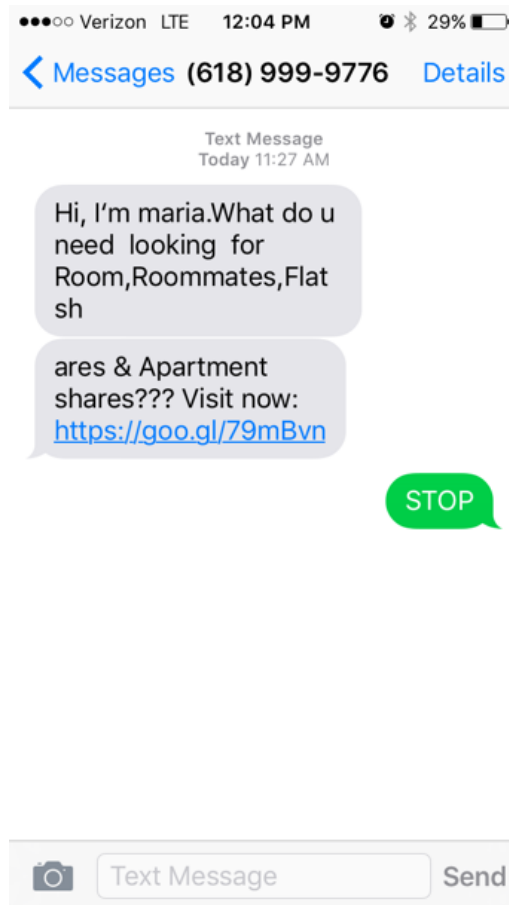 Verizon LTE 12:04 PM 29%
Messages (618) 999-9776 Details
Text Message
Today 11:27 AM
Hi, I'm maria.What do u
need looking for
Room,Roommates,Flat
sh
ares & Apartment
shares??? Visit now:
https://goo.gl/79mBvn
STOP
Text Message Send